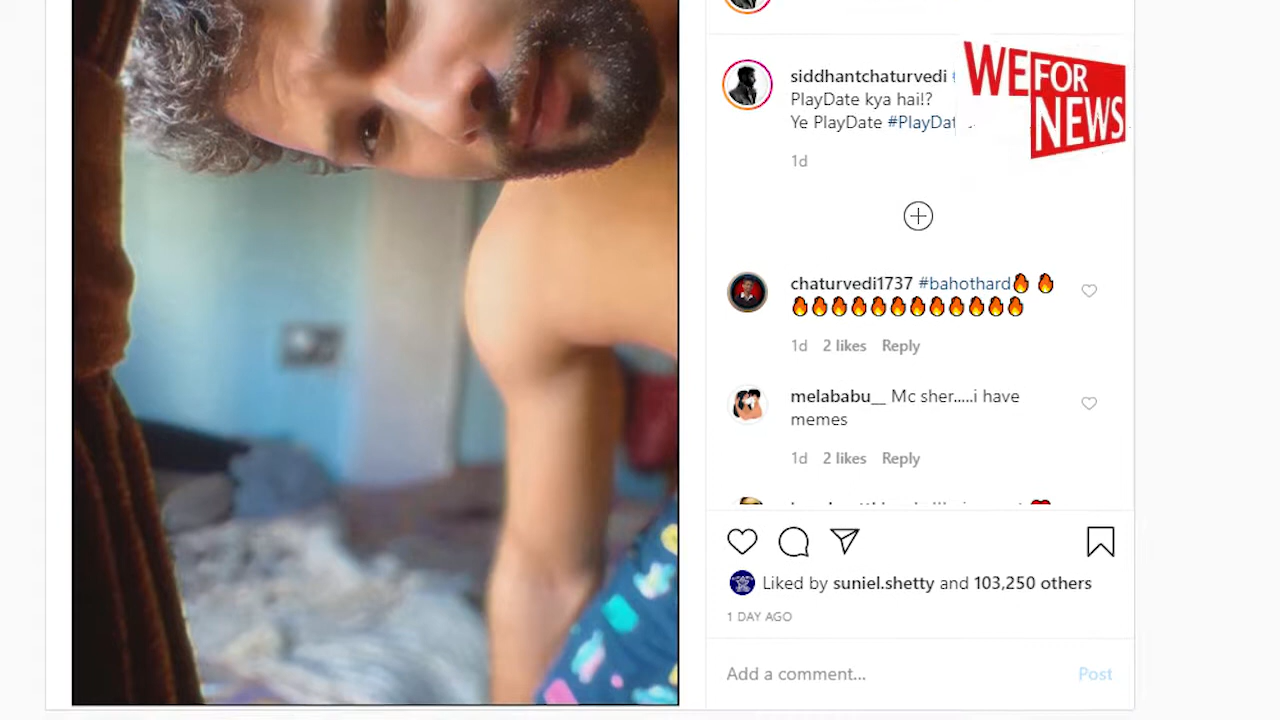 siddhantchaturvedi
PlayDate kya hai!?
Ye PlayDate #PlayDat
WE FOR NEWS
1d
chaturvedi1737 #bahothard🔥 🔥
🔥🔥🔥🔥🔥🔥🔥🔥🔥🔥🔥🔥
1d 2 likes Reply
melababu__ Mc sher.....i have
memes
1d 2 likes Reply
Liked by suniel.shetty and 103,250 others
1 DAY AGO
Add a comment...
Post